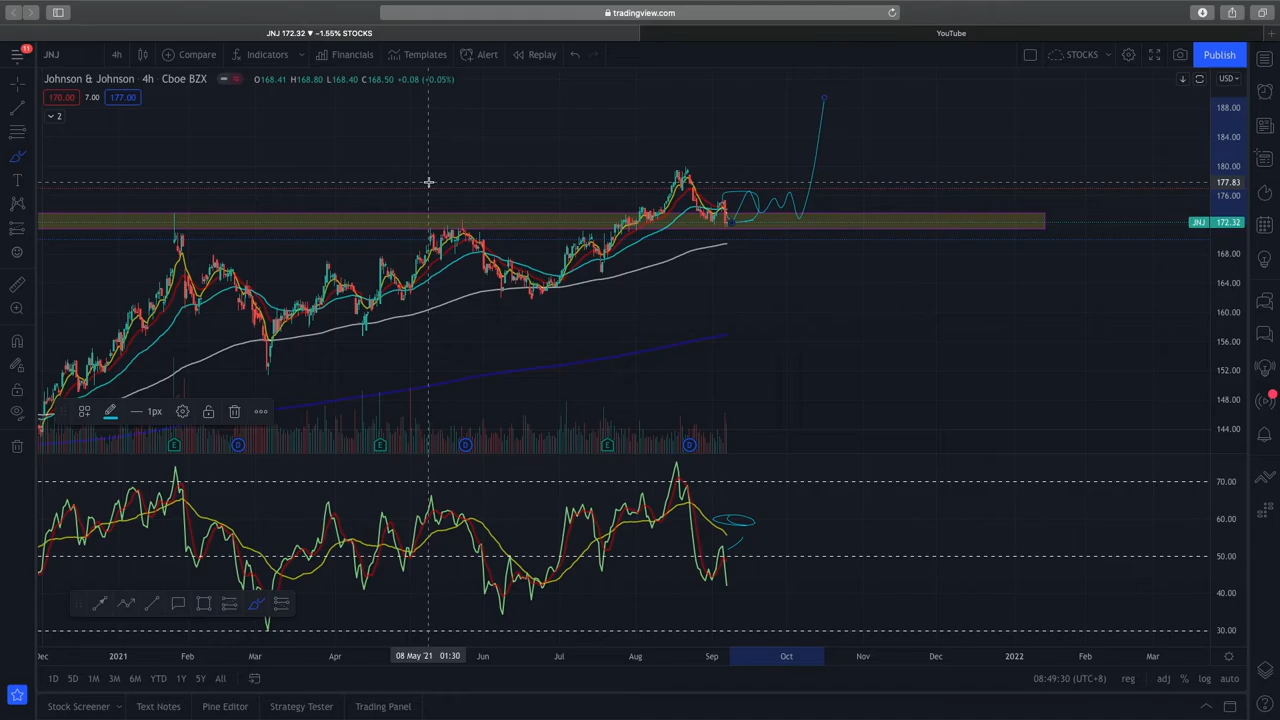 tradingview.com
JNJ 172.32 ▼ −1.55% STOCKS
YouTube
11
JNJ 4h Compare Indicators Financials Templates Alert Replay STOCKS Publish
Johnson & Johnson · 4h · Cboe BZX O168.41 H168.80 L168.40 C168.50 +0.08 (+0.05%) USD
170.00 7.00 177.00
2
188.00
184.00
180.00
177.83
176.00
JNJ 172.32
168.00
164.00
160.00
156.00
152.00
148.00
144.00
1px
E D E D E D
70.00
60.00
50.00
40.00
30.00
Dec 2021 Feb Mar Apr 08 May '21 01:30 Jun Jul Aug Sep Oct Nov Dec 2022 Feb Mar
1D 5D 1M 3M 6M YTD 1Y 5Y All 08:49:30 (UTC+8) reg adj % log auto
Stock Screener Text Notes Pine Editor Strategy Tester Trading Panel